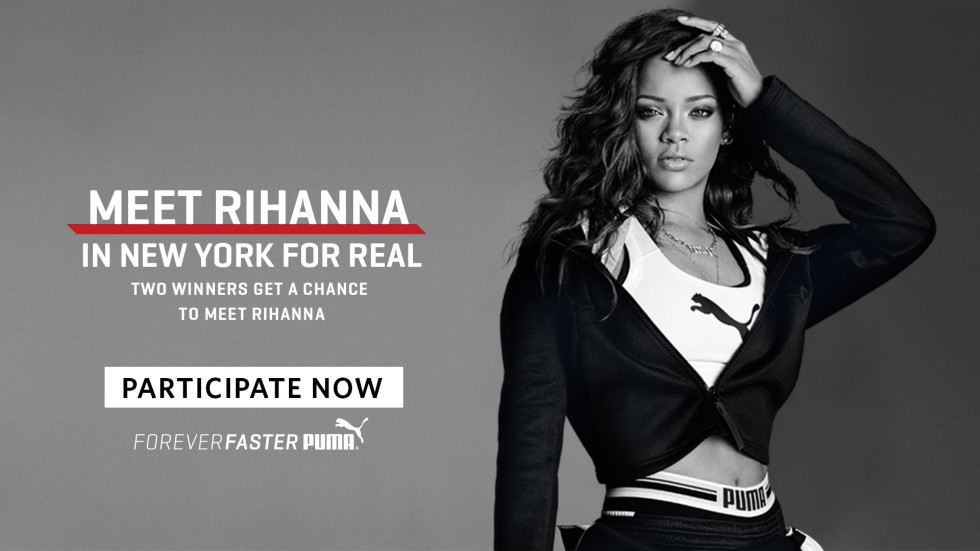 MEET RIHANNA
IN NEW YORK FOR REAL
TWO WINNERS GET A CHANCE
TO MEET RIHANNA
PARTICIPATE NOW
FOREVERFASTER PUMA®
PUMA